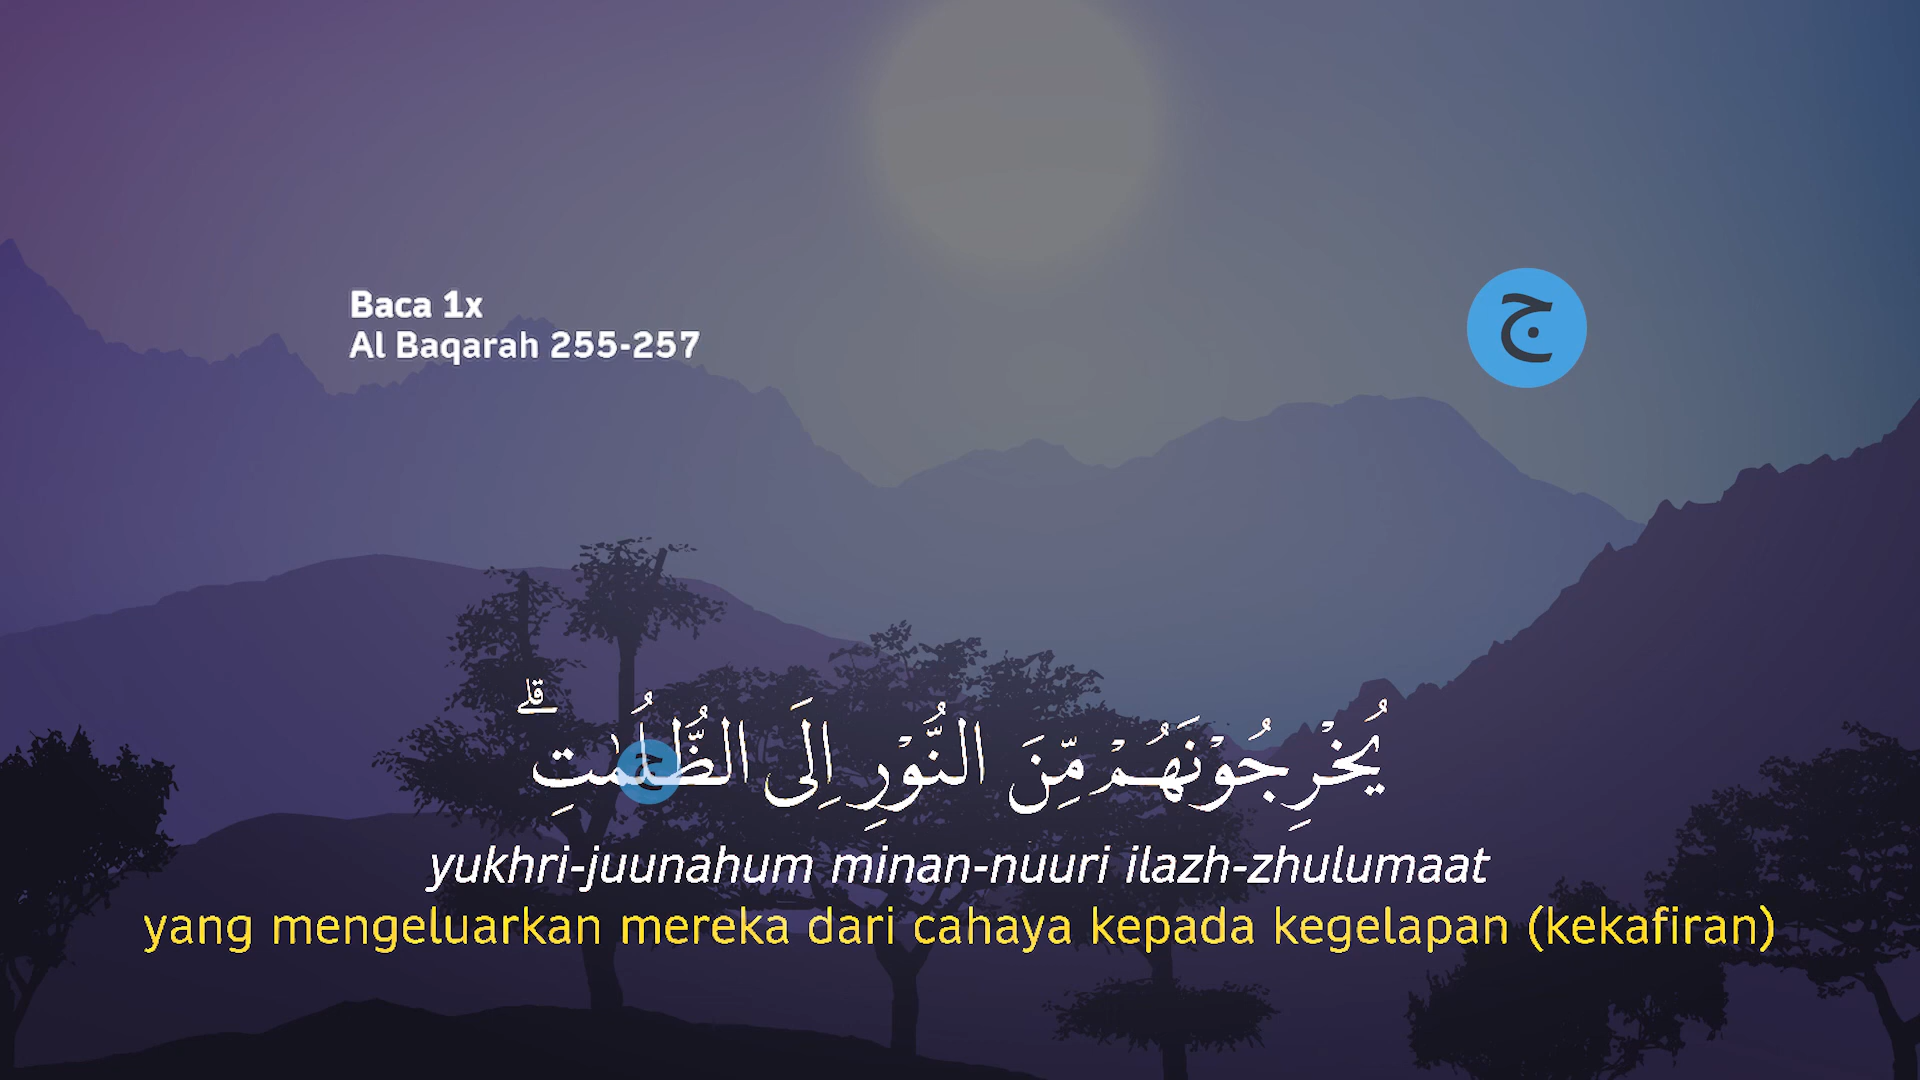 Baca 1x
Al Baqarah 255-257
ج
يُخْرِجُوْنَهُمْ مِّنَ النُّوْرِ اِلَى الظُّلُمٰتِۗ
yukhri-juunahum minan-nuuri ilazh-zhulumaat
yang mengeluarkan mereka dari cahaya kepada kegelapan (kekafiran)